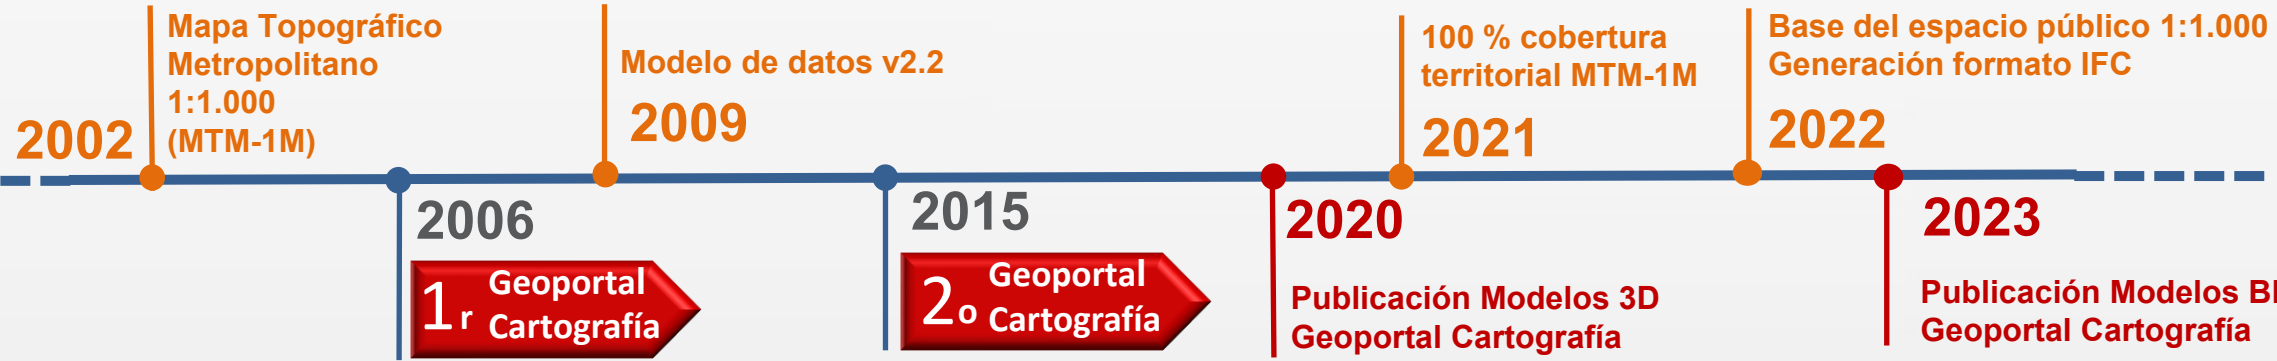 2002
Mapa Topográfico
Metropolitano
1:1.000
(MTM-1M)
2006
1r Geoportal
Cartografía
Modelo de datos v2.2
2009
2015
2o Geoportal
Cartografía
2020
Publicación Modelos 3D
Geoportal Cartografía
100 % cobertura
territorial MTM-1M
2021
Base del espacio público 1:1.000
Generación formato IFC
2022
2023
Publicación Modelos
Geoportal Cartografía